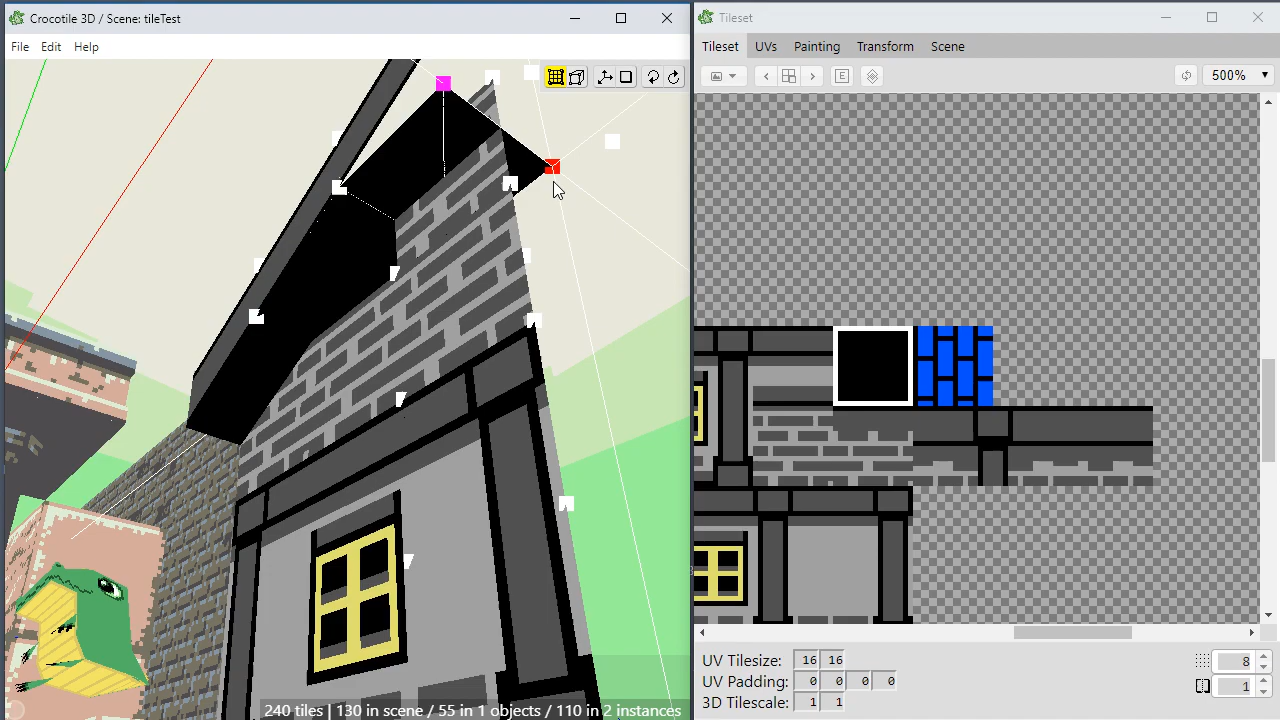 Crocotile 3D / Scene: tileTest
File Edit Help
240 tiles | 130 in scene / 55 in 1 objects / 110 in 2 instances
Tileset
Tileset UVs Painting Transform Scene
E 500%
UV Tilesize: 16 16
UV Padding: 0 0 0 0
3D Tilescale: 1 1
8
1